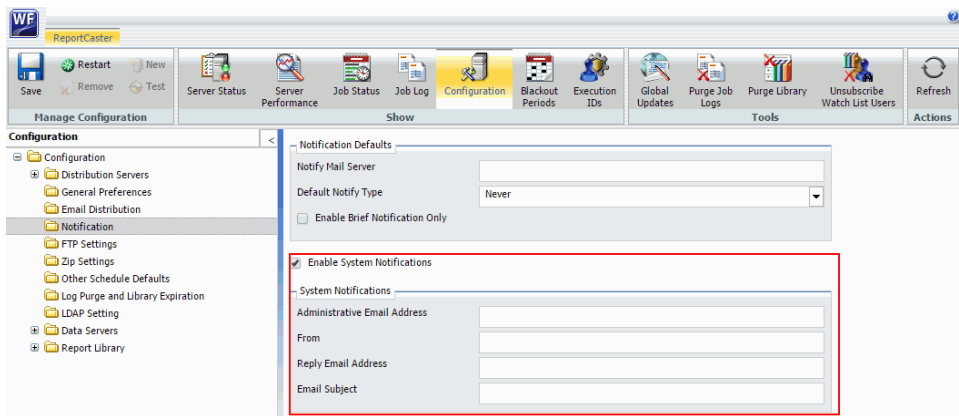 WF
ReportCaster
Save
Restart
New
Remove
Test
Manage Configuration
Server Status
Server
Performance
Job Status
Job Log
Configuration
Blackout
Periods
Execution
IDs
Show
Global
Updates
Purge Job
Logs
Purge Library
Unsubscribe
Watch List Users
Tools
Refresh
Actions
Configuration
<
Configuration
Distribution Servers
General Preferences
Email Distribution
Notification
FTP Settings
Zip Settings
Other Schedule Defaults
Log Purge and Library Expiration
LDAP Setting
Data Servers
Report Library
Notification Defaults
Notify Mail Server
Default Notify Type
Never
Enable Brief Notification Only
Enable System Notifications
System Notifications
Administrative Email Address
From
Reply Email Address
Email Subject